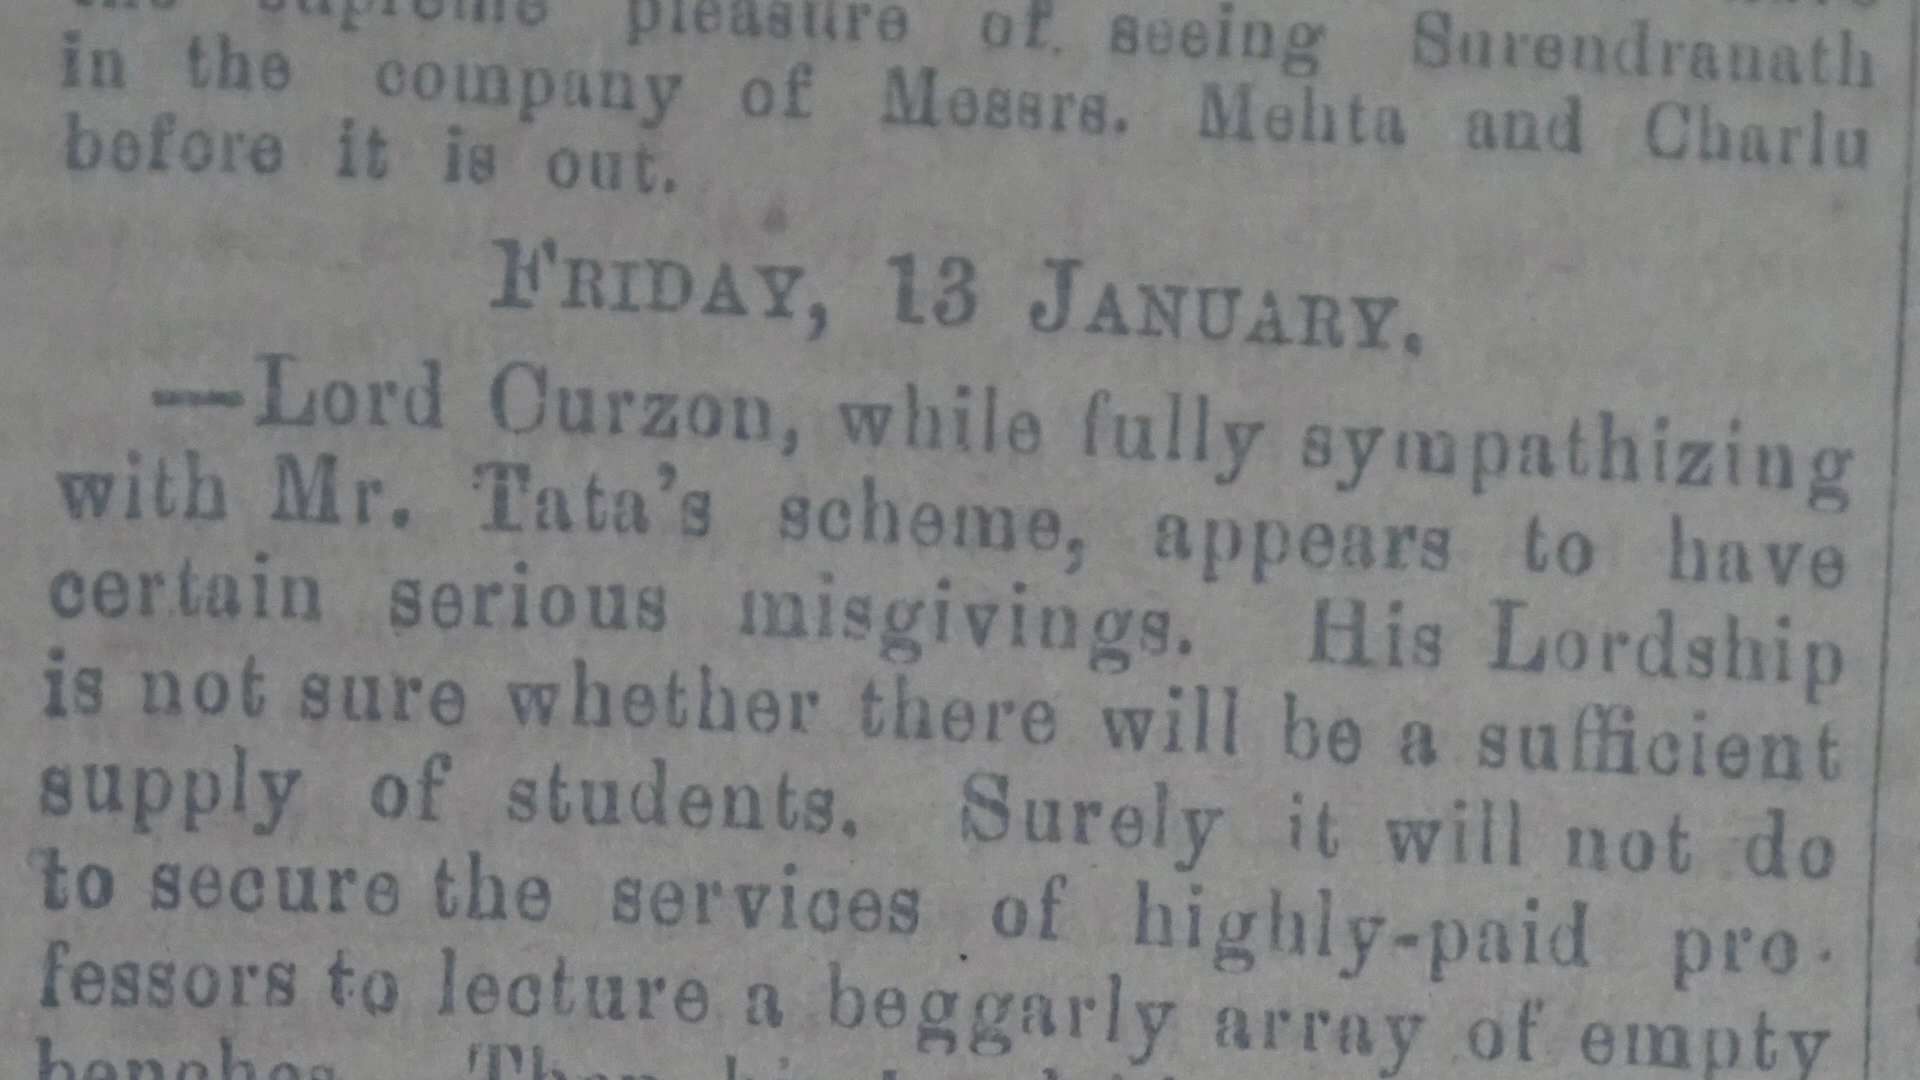 the supreme pleasure of seeing Surendranath
in the company of Messrs. Mehta and Charlu
before it is out.
FRIDAY, 13 JANUARY.
—Lord Curzon, while fully sympathizing
with Mr. Tata's scheme, appears to have
certain serious misgivings. His Lordship
is not sure whether there will be a sufficient
supply of students. Surely it will not do
to secure the services of highly-paid pro-
fessors to lecture a beggarly array of empty
benches.